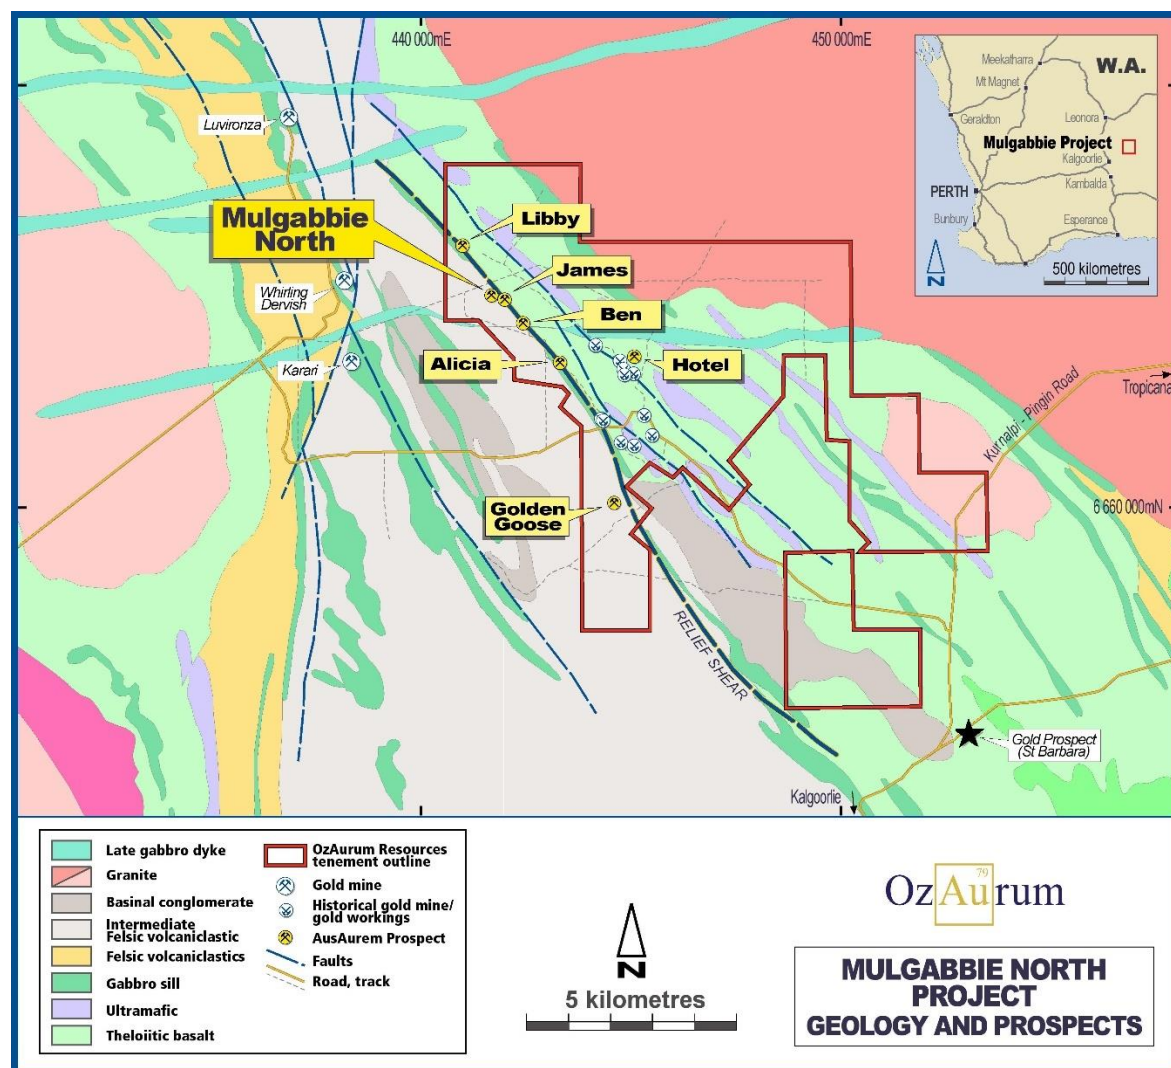 440 000mE
450 000mE
W.A.
Meekatharra
Mt Magnet
Geraldton
Leonora
Mulgabbie Project
Kalgoorlie
PERTH
Kambalda
Bunbury
Esperance
N
500 kilometres
Luvironza
Mulgabbie
North
Libby
James
Ben
Whirling
Dervish
Alicia
Hotel
Karari
Tropicana
Kurnalpi - Pingin Road
Golden
Goose
6 660 000mN
RELIEF SHEAR
Gold Prospect
(St Barbara)
Kalgoorlie
Late gabbro dyke
Granite
Basinal conglomerate
Intermediate
Felsic volcaniclastic
Felsic volcaniclastics
Gabbro sill
Ultramafic
Theloiitic basalt
OzAurum Resources
tenement outline
Gold mine
Historical gold mine/
gold workings
AusAurem Prospect
Faults
Road, track
N
5 kilometres
79
OzAurum
MULGABBIE NORTH
PROJECT
GEOLOGY AND PROSPECTS